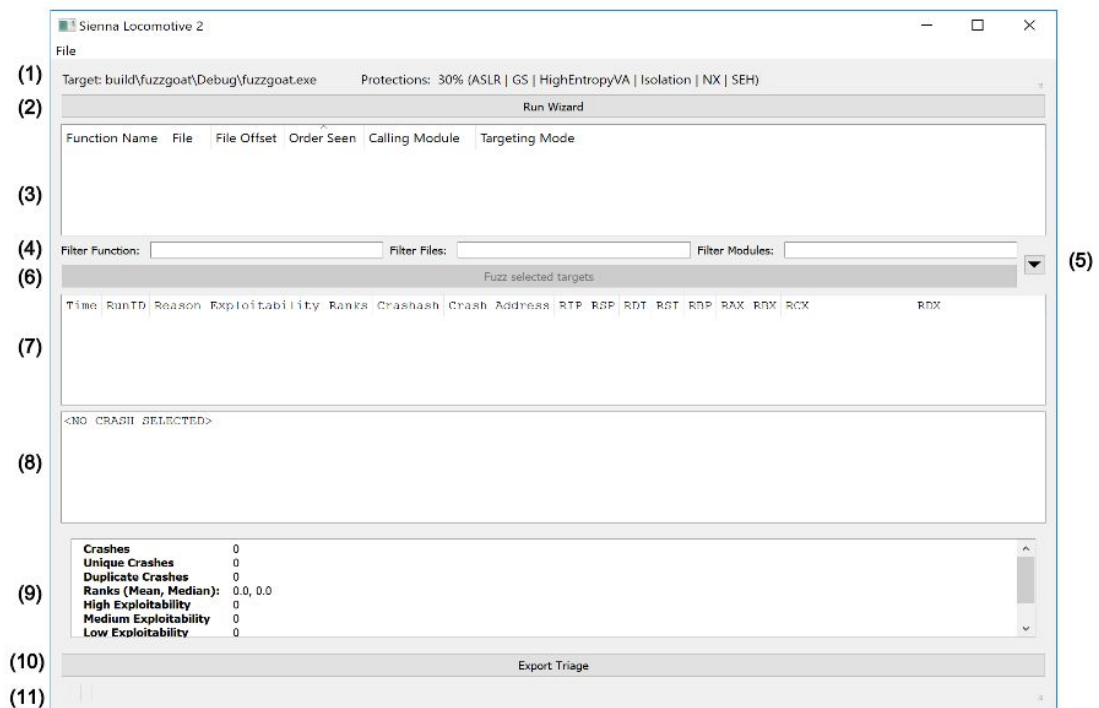 Sienna Locomotive 2
File
(1) Target: build\fuzzgoat\Debug\fuzzgoat.exe Protections: 30% (ASLR | GS | HighEntropyVA | Isolation | NX | SEH)
(2) Run Wizard
Function Name File File Offset Order Seen Calling Module Targeting Mode
(3)
(4) Filter Function: Filter Files: Filter Modules:
(5)
(6) Fuzz selected targets
Time RunID Reason Exploitability Ranks Crashash Crash Address RIP RSP RDI RSI RBP RAX RBX RCX RDX
(7)
<NO CRASH SELECTED>
(8)
Crashes 0
Unique Crashes 0
Duplicate Crashes 0
(9) Ranks (Mean, Median): 0.0, 0.0
High Exploitability 0
Medium Exploitability 0
Low Exploitability 0
(10) Export Triage
(11)